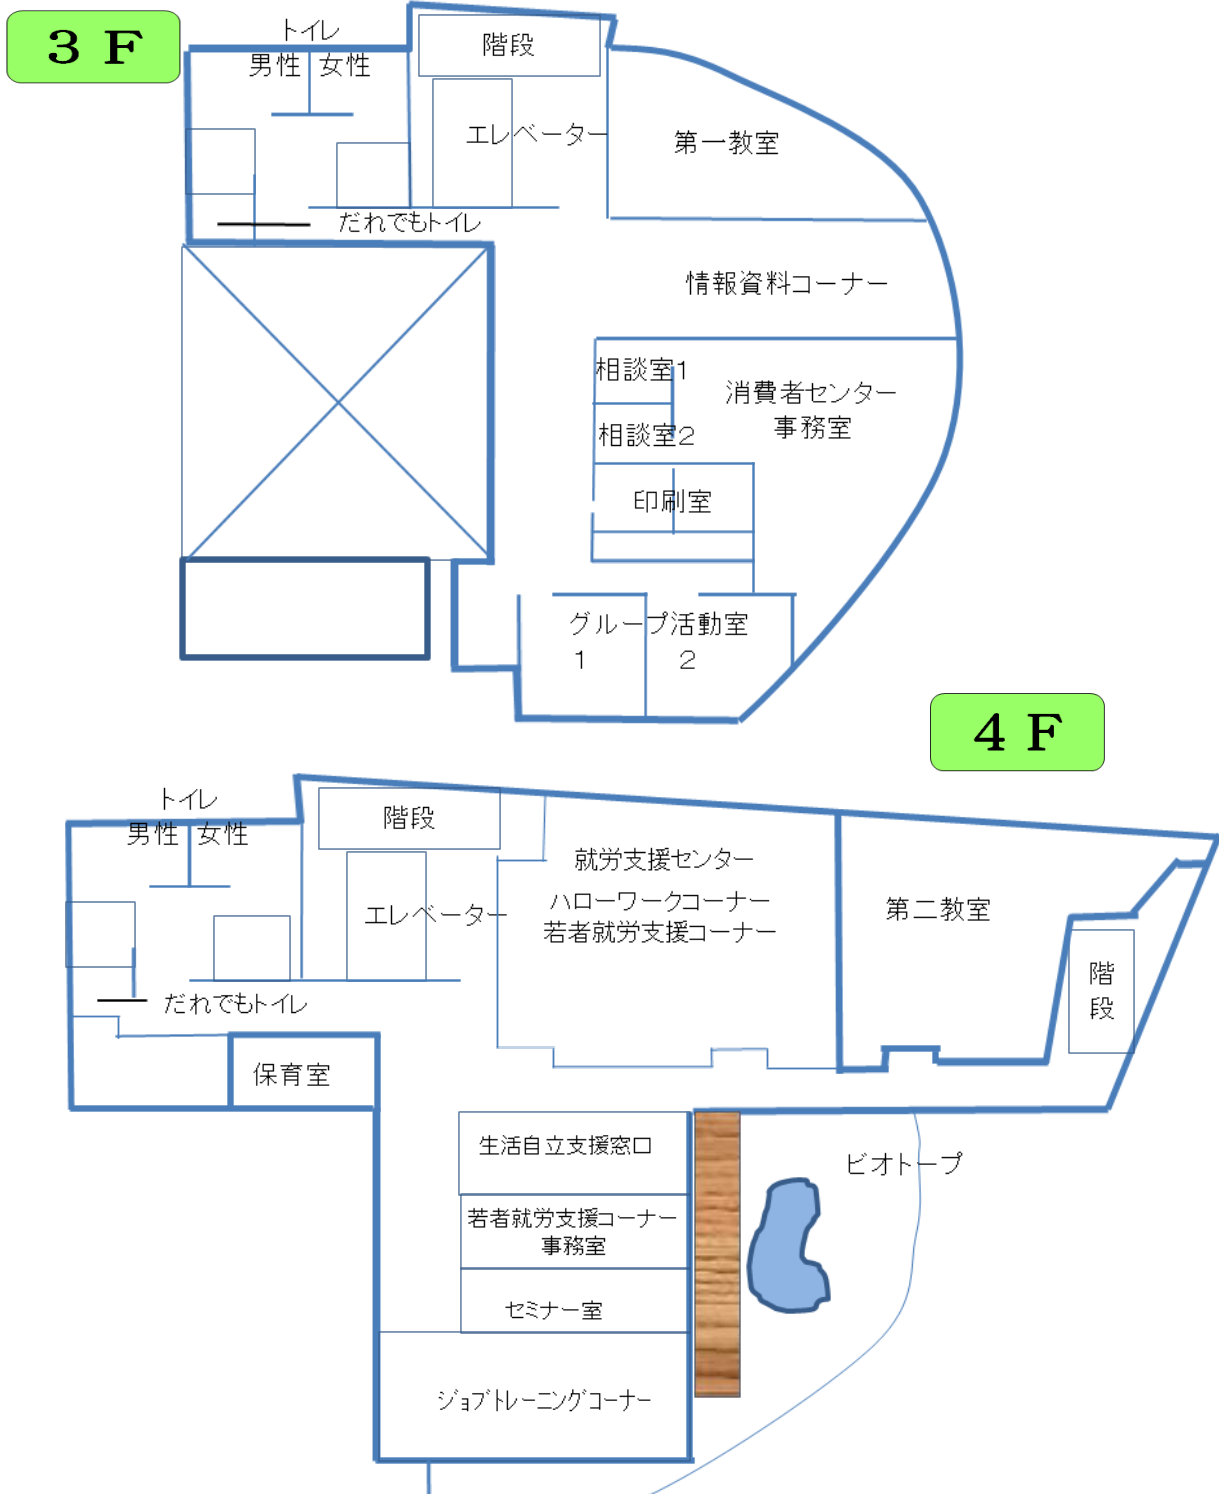 ３Ｆ
トイレ
男性 女性
階段
エレベーター
第一教室
だれでもトイレ
情報資料コーナー
相談室1
消費者センター
事務室
相談室2
印刷室
グループ活動室
1 2
４Ｆ
トイレ
男性 女性
階段
エレベーター
就労支援センター
ハローワークコーナー
若者就労支援コーナー
第二教室
階
段
だれでもトイレ
保育室
生活自立支援窓口
ビオトープ
若者就労支援コーナー
事務室
セミナー室
ジョブトレーニングコーナー